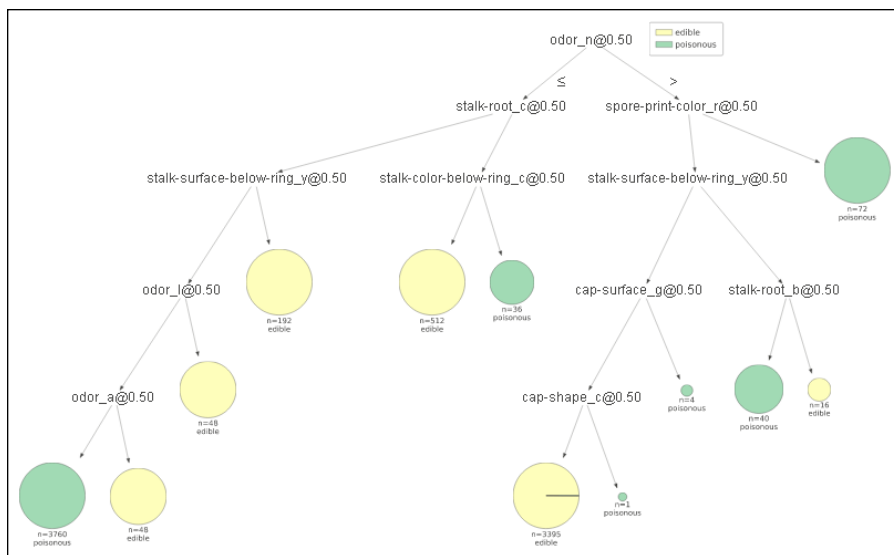 odor_n@0.50
edible
poisonous
≤
>
stalk-root_c@0.50
spore-print-color_r@0.50
stalk-surface-below-ring_y@0.50
stalk-color-below-ring_c@0.50
stalk-surface-below-ring_y@0.50
n=72
poisonous
odor_l@0.50
n=192
edible
n=512
edible
n=36
poisonous
cap-surface_g@0.50
stalk-root_b@0.50
odor_a@0.50
n=48
edible
cap-shape_c@0.50
n=4
poisonous
n=40
poisonous
n=16
edible
n=3760
poisonous
n=48
edible
n=3395
edible
n=1
poisonous